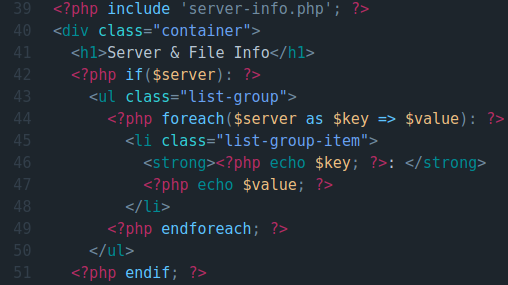 39 <?php include 'server-info.php'; ?>
40 <div class="container">
41 <h1>Server & File Info</h1>
42 <?php if($server): ?>
43 <ul class="list-group">
44 <?php foreach($server as $key => $value): ?>
45 <li class="list-group-item">
46 <strong><?php echo $key; ?>: </strong>
47 <?php echo $value; ?>
48 </li>
49 <?php endforeach; ?>
50 </ul>
51 <?php endif; ?>